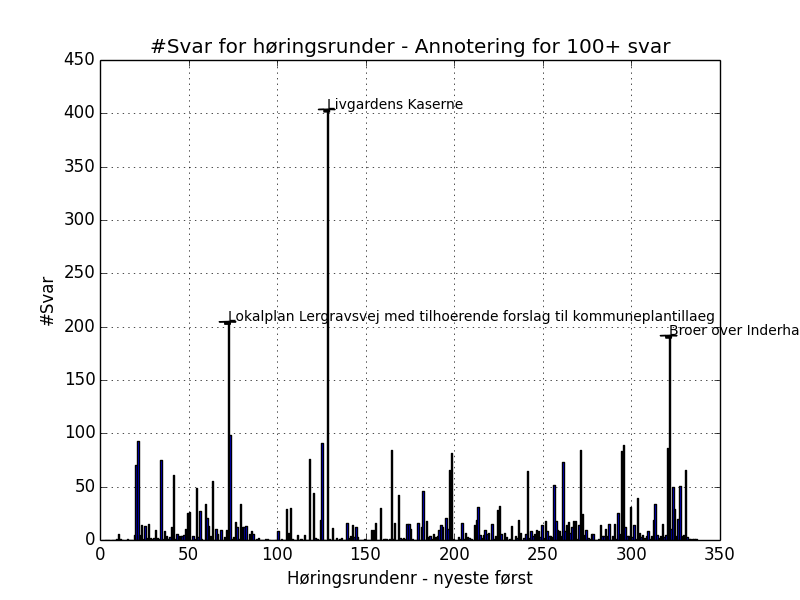 #Svar for høringsrunder - Annotering for 100+ svar
450
400
350
300
250
200
150
100
50
0
#Svar
Livgardens Kaserne
Lokalplan Lergravsvej med tilhoerende forslag til kommuneplantillaeg
Broer over Inderha
0 50 100 150 200 250 300 350
Høringsrundenr - nyeste først